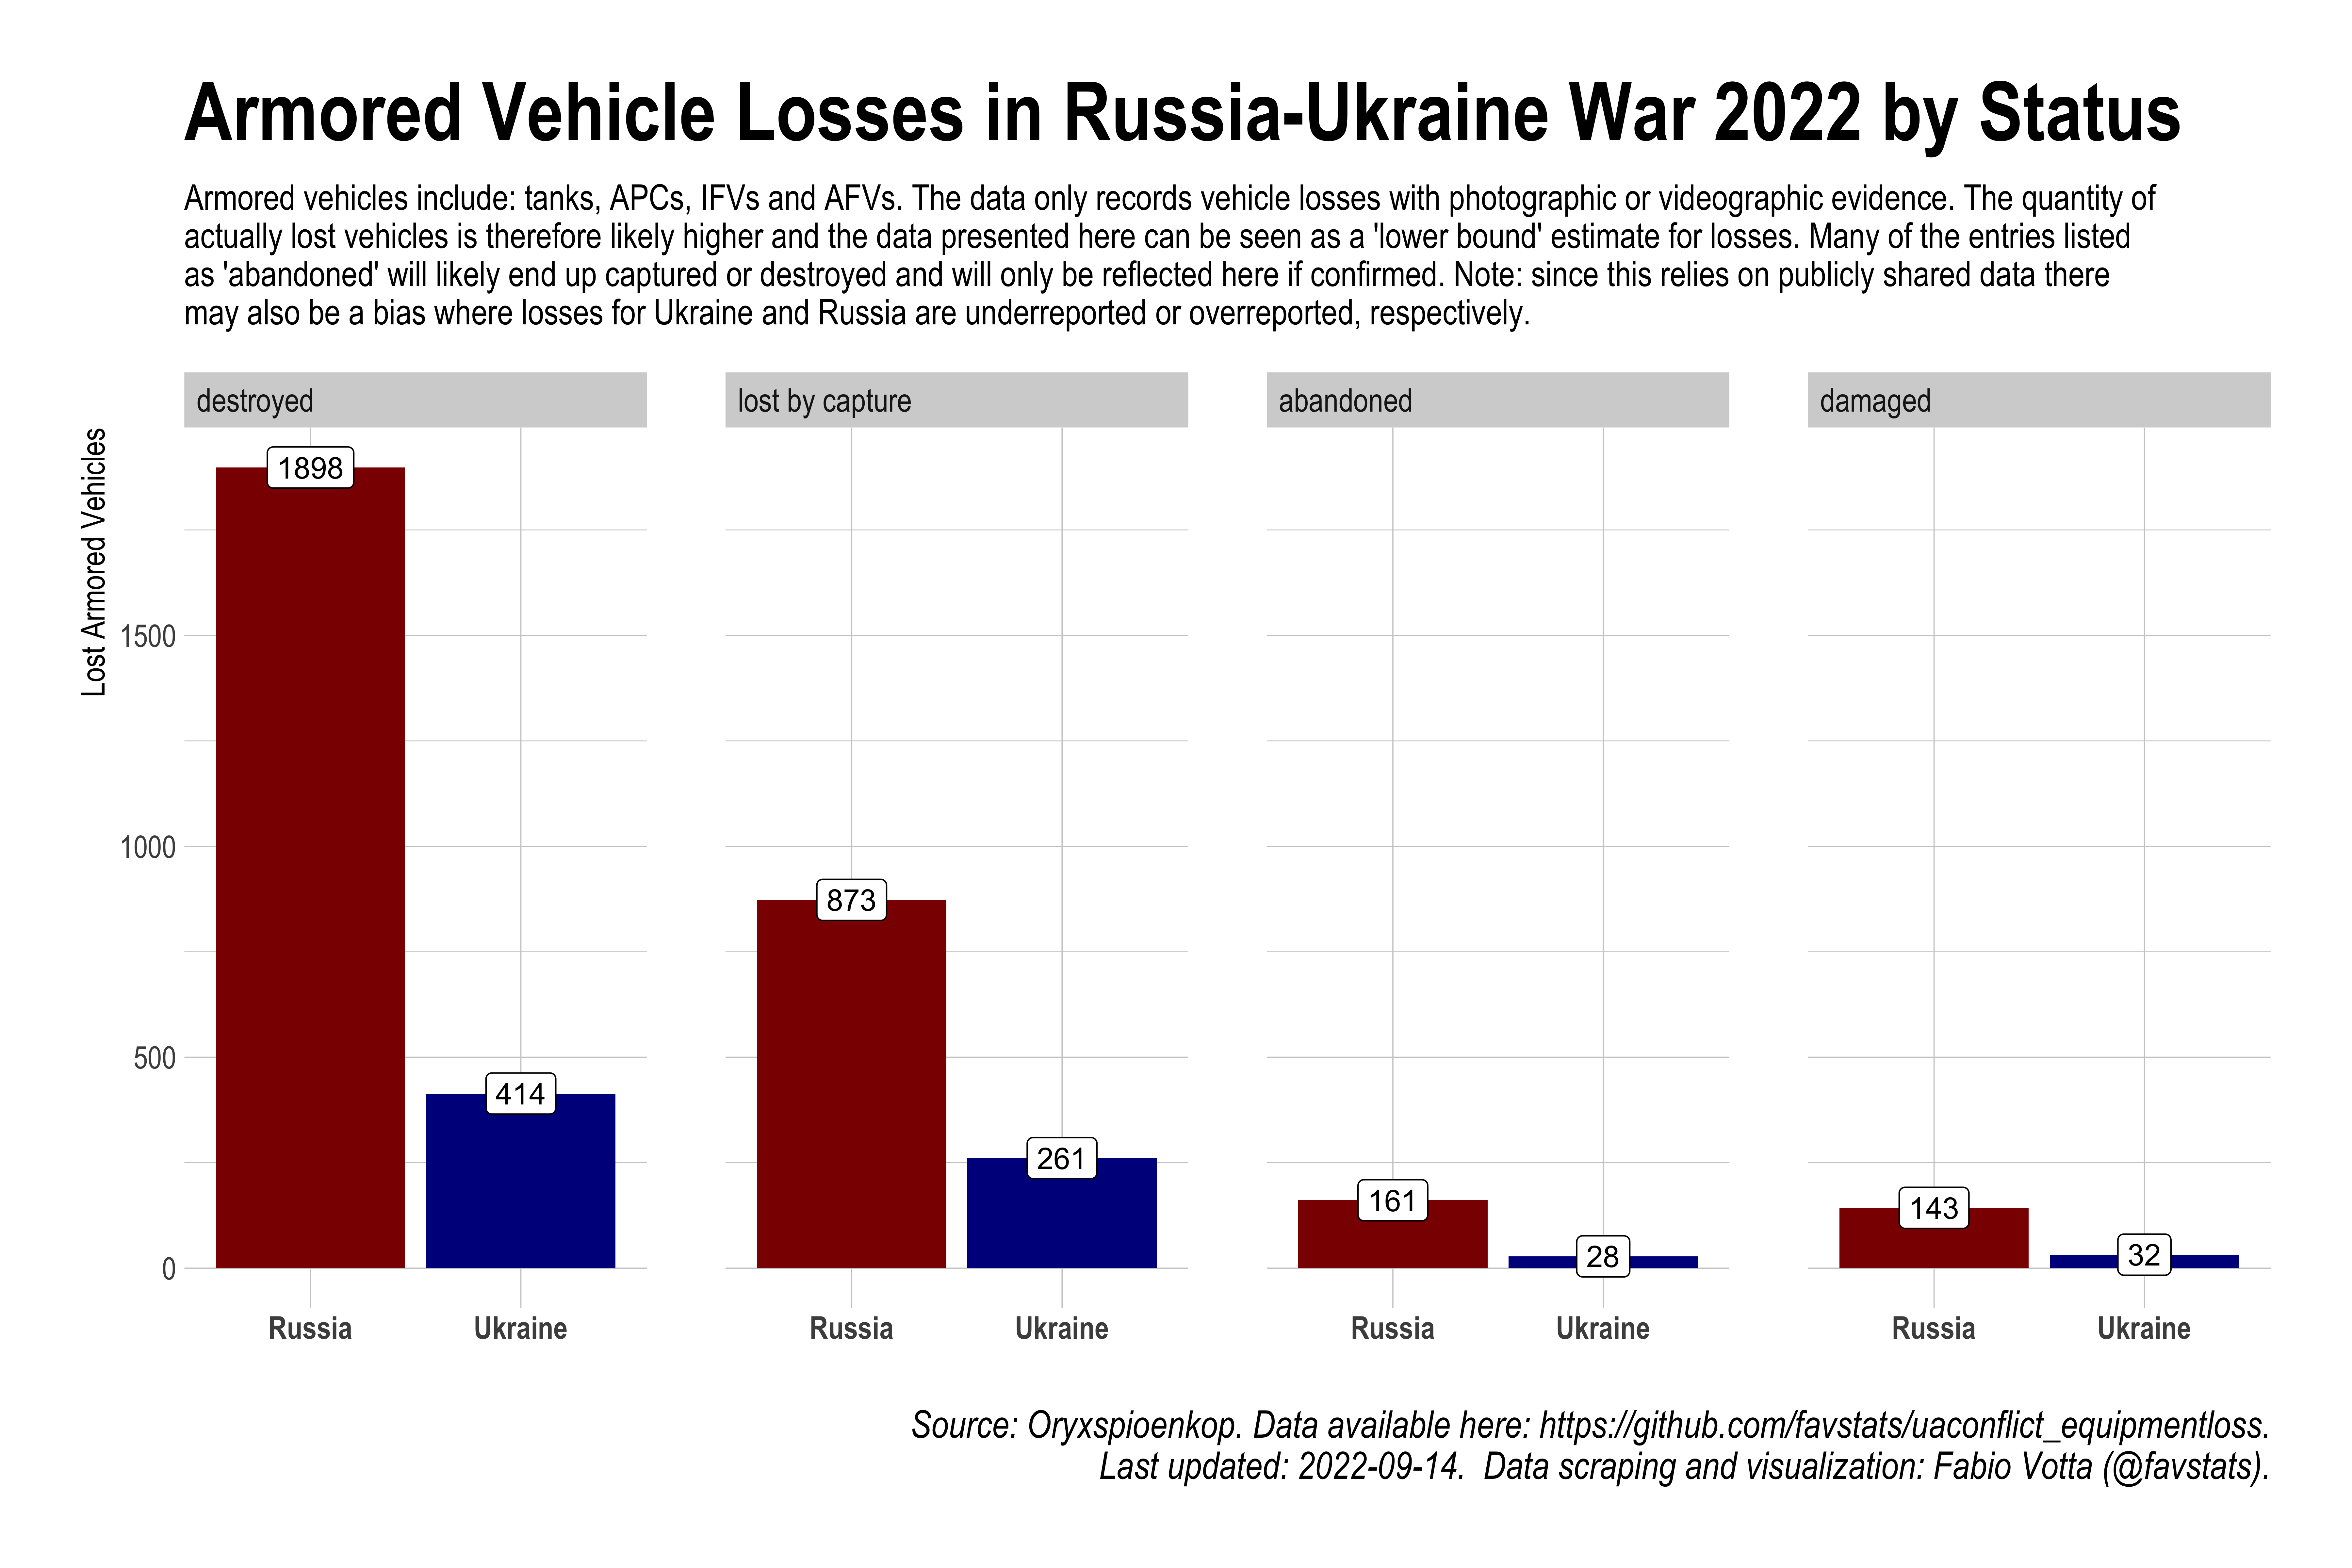 Armored Vehicle Losses in Russia-Ukraine War 2022 by Status
Armored vehicles include: tanks, APCs, IFVs and AFVs. The data only records vehicle losses with photographic or videographic evidence. The quantity of
actually lost vehicles is therefore likely higher and the data presented here can be seen as a 'lower bound' estimate for losses. Many of the entries listed
as 'abandoned' will likely end up captured or destroyed and will only be reflected here if confirmed. Note: since this relies on publicly shared data there
may also be a bias where losses for Ukraine and Russia are underreported or overreported, respectively.
destroyed
lost by capture
abandoned
damaged
Lost Armored Vehicles
1500
1000
500
0
1898
414
873
261
161
28
143
32
Russia
Ukraine
Russia
Ukraine
Russia
Ukraine
Russia
Ukraine
Source: Oryxspioenkop. Data available here: https://github.com/favstats/uaconflict_equipmentloss.
Last updated: 2022-09-14.  Data scraping and visualization: Fabio Votta (@favstats).